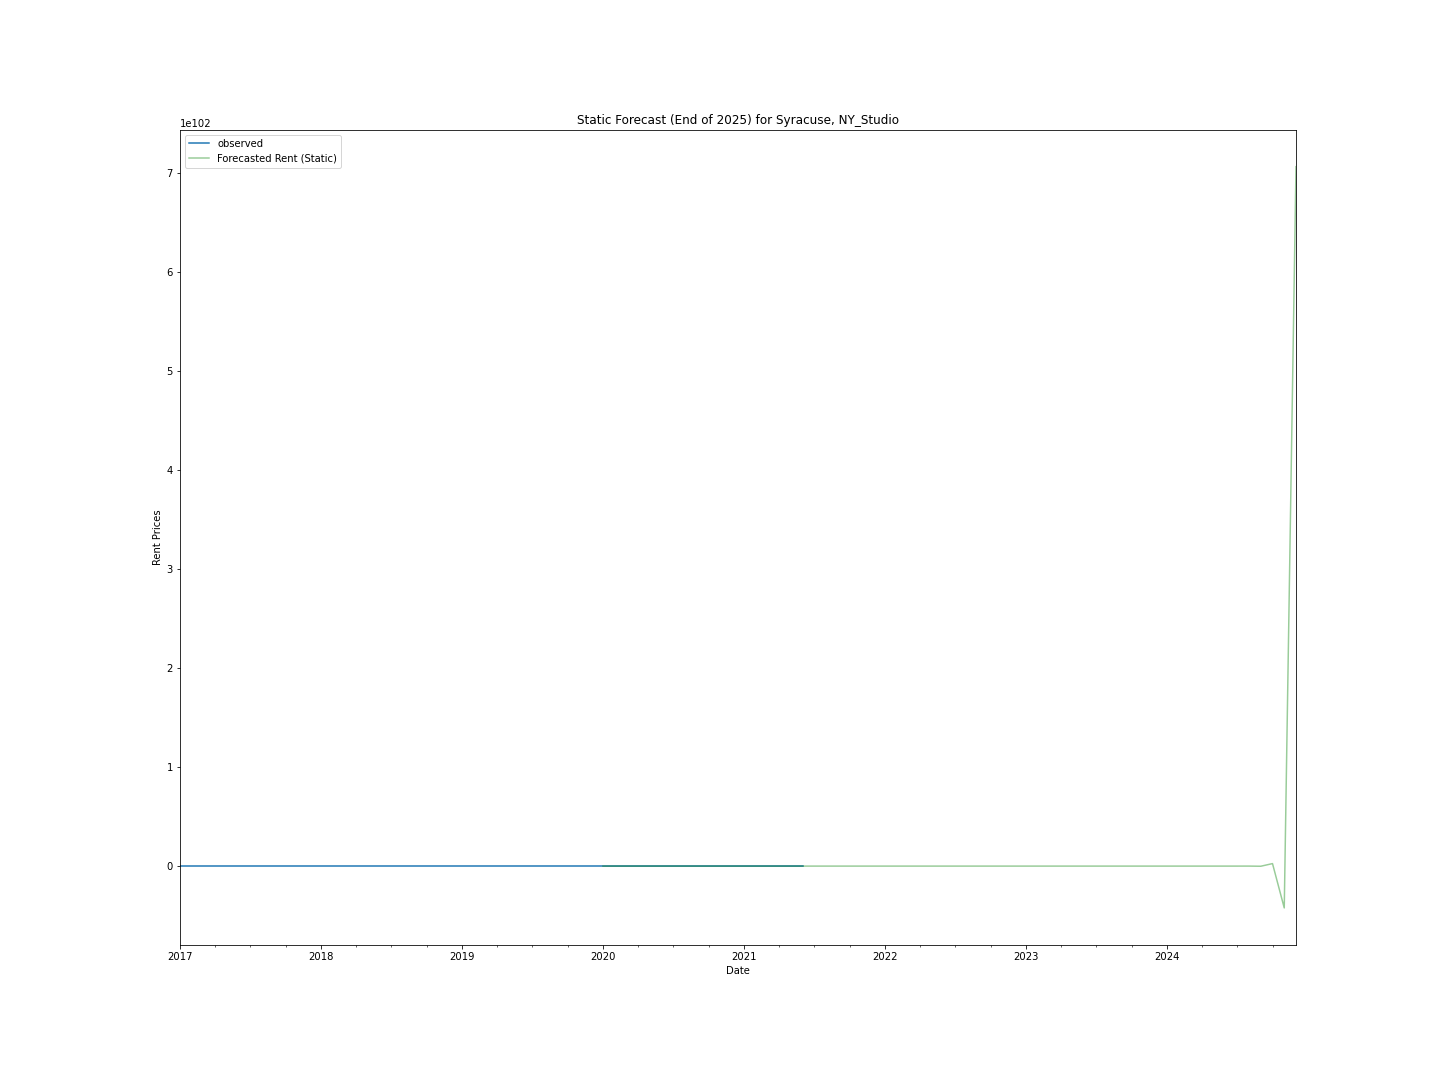 Static Forecast (End of 2025) for Syracuse, NY_Studio
1e102
observed
Forecasted Rent (Static)
7
6
5
4
3
2
1
0
Rent Prices
2017 2018 2019 2020 2021 2022 2023 2024
Date